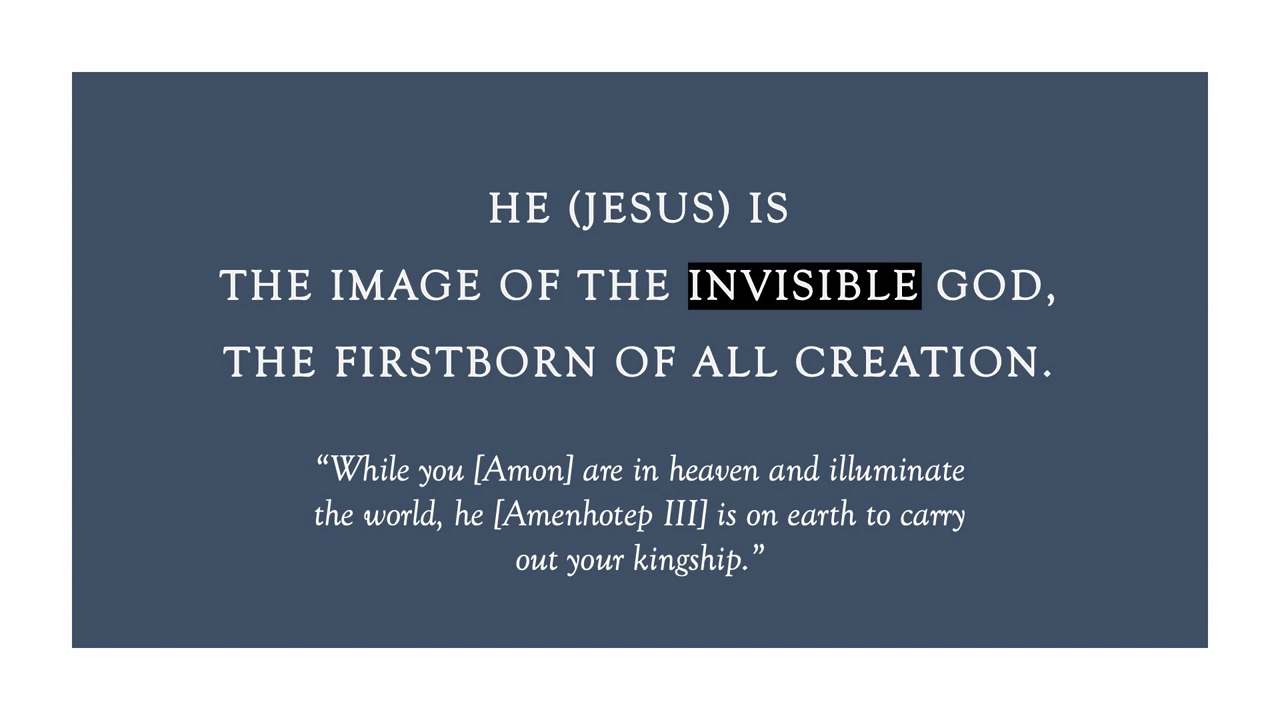 HE (JESUS) IS
THE IMAGE OF THE INVISIBLE GOD,
THE FIRSTBORN OF ALL CREATION.
“While you [Amon] are in heaven and illuminate
the world, he [Amenhotep III] is on earth to carry
out your kingship.”